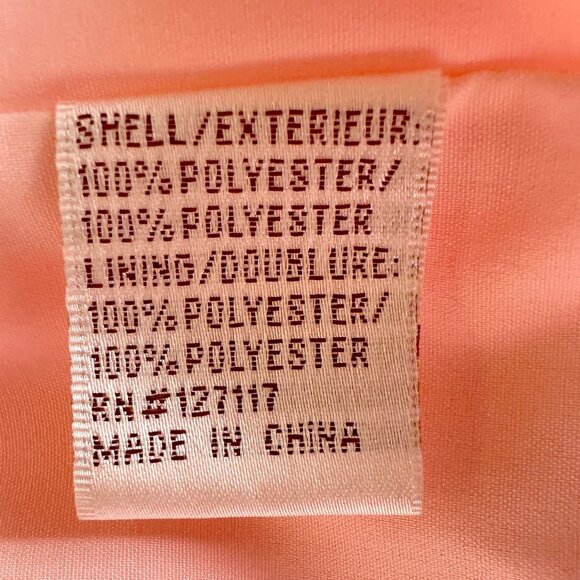 SHELL/EXTERIEUR:
100%POLYESTER/
100%POLYESTER
LINING/DOUBLURE:
100%POLYESTER/
100%POLYESTER
RN#127117
MADE IN CHINA